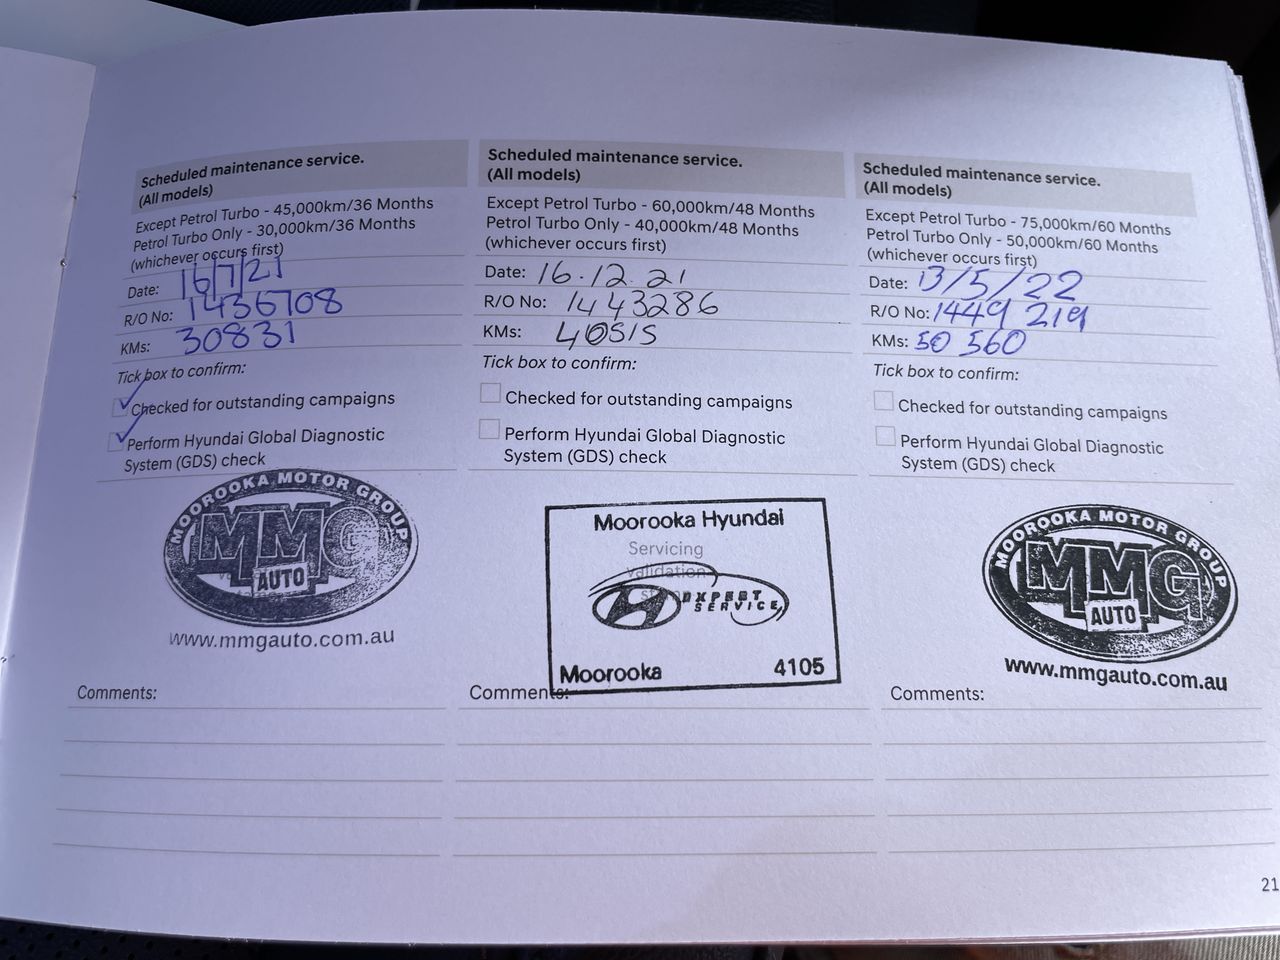 Scheduled maintenance service.
(All models)
Except Petrol Turbo - 45,000km/36 Months
Petrol Turbo Only - 30,000km/36 Months
(whichever occurs first)
Date: 16/7/21
R/O No: 1436708
KMs: 30831
Tick box to confirm:
Checked for outstanding campaigns
Perform Hyundai Global Diagnostic
System (GDS) check
MOOROOKA MOTOR GROUP
MMG
AUTO
www.mmgauto.com.au
Comments:
Scheduled maintenance service.
(All models)
Except Petrol Turbo - 60,000km/48 Months
Petrol Turbo Only - 40,000km/48 Months
(whichever occurs first)
Date: 16.12.21
R/O No: 1443286
KMs: 40515
Tick box to confirm:
Checked for outstanding campaigns
Perform Hyundai Global Diagnostic
System (GDS) check
Moorooka Hyundai
Servicing
validation
EXPERT
SERVICE
Moorooka 4105
Comments:
Scheduled maintenance service.
(All models)
Except Petrol Turbo - 75,000km/60 Months
Petrol Turbo Only - 50,000km/60 Months
(whichever occurs first)
Date: 13/5/22
R/O No: 1449 219
KMs: 50 560
Tick box to confirm:
Checked for outstanding campaigns
Perform Hyundai Global Diagnostic
System (GDS) check
MOOROOKA MOTOR GROUP
MMG
AUTO
www.mmgauto.com.au
Comments:
21